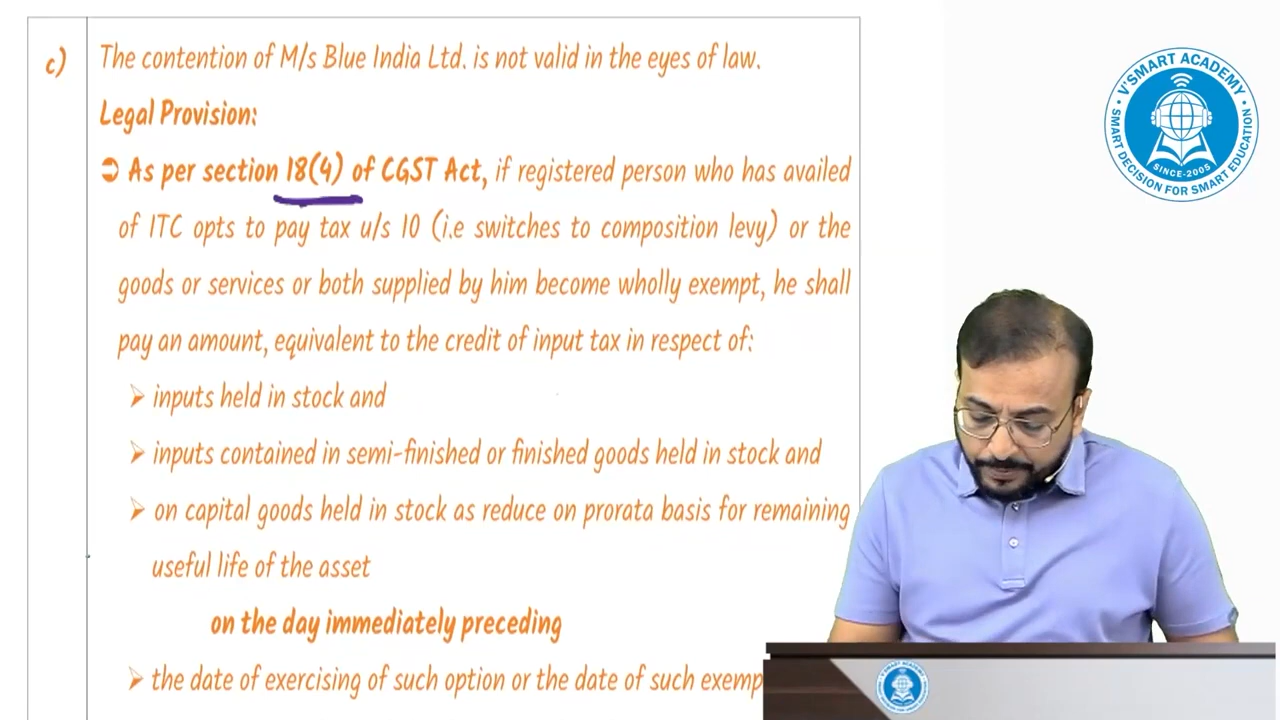 c)
The contention of M/s Blue India Ltd. is not valid in the eyes of law.
Legal Provision:
➲ As per section 18(4) of CGST Act, if registered person who has availed
of ITC opts to pay tax u/s 10 (i.e switches to composition levy) or the
goods or services or both supplied by him become wholly exempt, he shall
pay an amount, equivalent to the credit of input tax in respect of:
➢ inputs held in stock and
➢ inputs contained in semi-finished or finished goods held in stock and
➢ on capital goods held in stock as reduce on prorata basis for remaining
useful life of the asset
on the day immediately preceding
➢ the date of exercising of such option or the date of such exemp
V'SMART ACADEMY
SINCE-2005
SMART DECISION FOR SMART EDUCATION